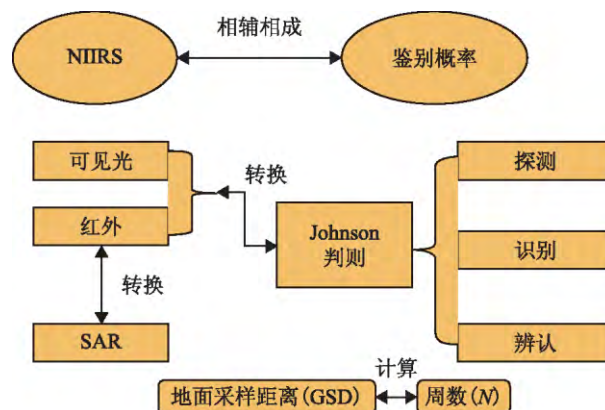 相辅相成
NIIRS
鉴别概率
可见光
探测
转换
红外
Johnson
判则
识别
转换
SAR
辨认
计算
地面采样距离(GSD)
周数(N)